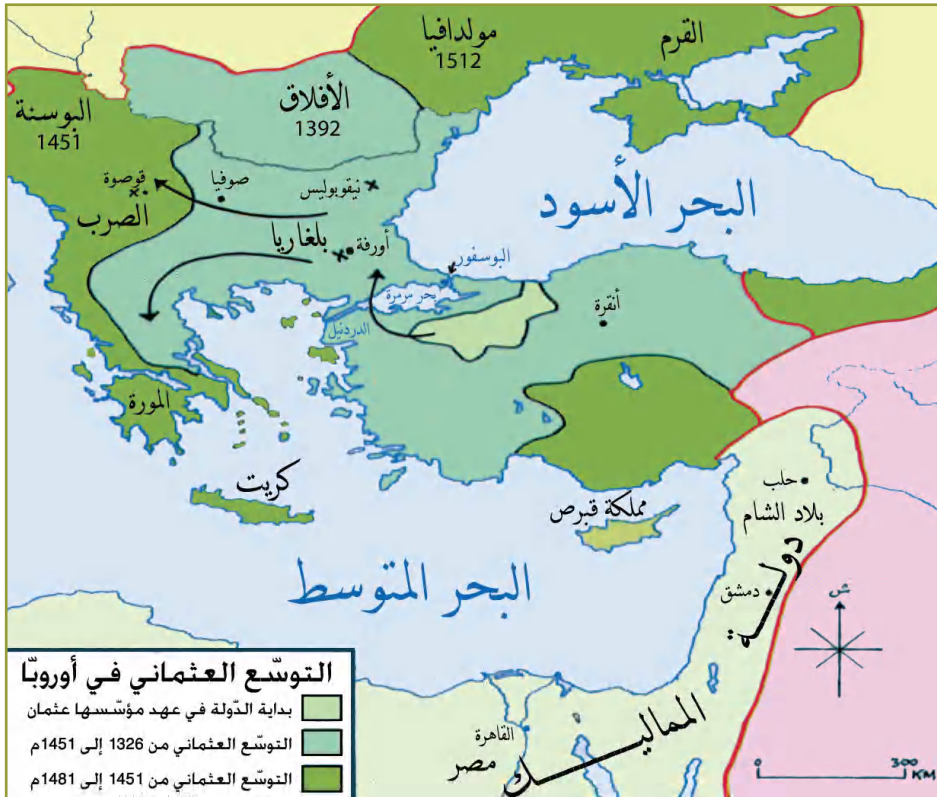 مولدافيا
1512
القرم
الأفلاق
1392
البوسنة
1451
قوصوة
صوفيا
نيقوبوليس
الصرب
البحر الأسود
بلغاريا
أورفة
البوسفور
بحر مرمرة
الدردنيل
أنقرة
المورة
كريت
مملكة قبرص
حلب
بلاد الشام
دمشق
دولة
المماليك
البحر المتوسط
القاهرة
مصر
ش
0 300
KM
التوسّع العثماني في أوروبّا
بداية الدّولة في عهد مؤسّسها عثمان
التوسّع العثماني من 1326 إلى 1451م
التوسّع العثماني من 1451 إلى 1481م